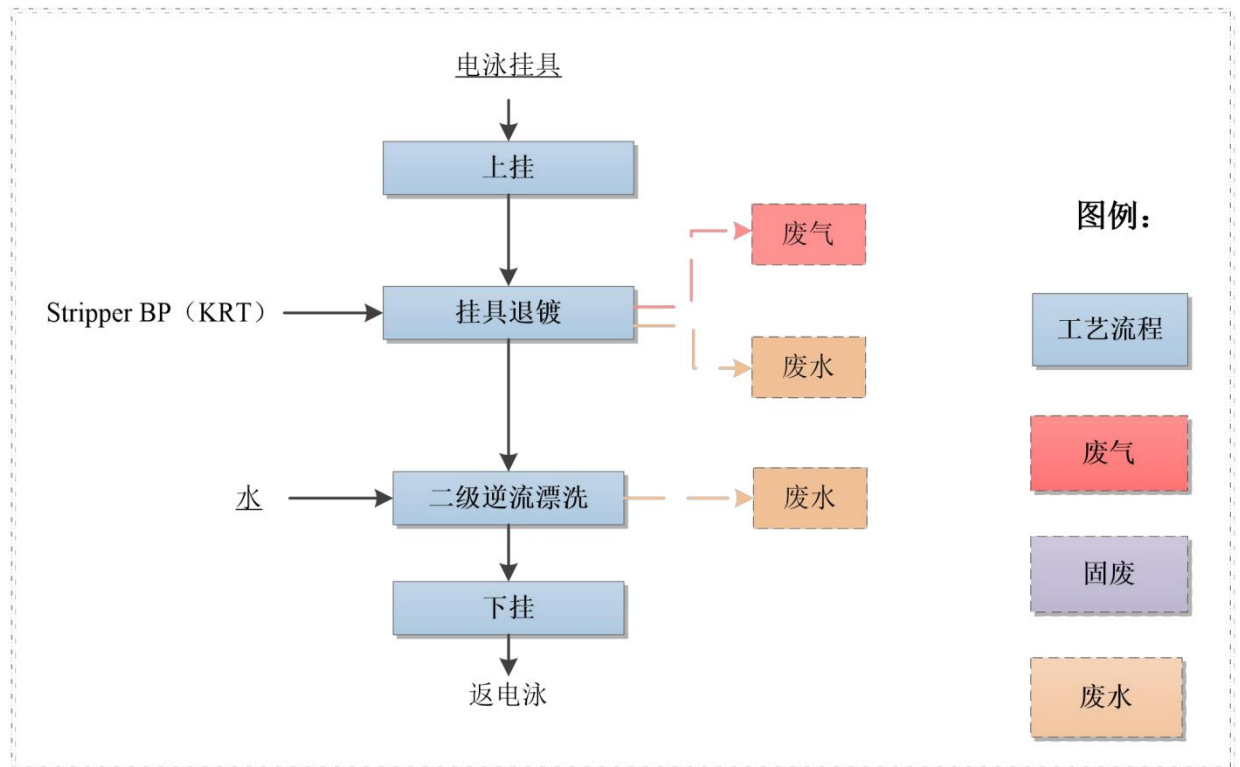 电泳挂具
上挂
废气
图例：
Stripper BP（KRT）
挂具退镀
工艺流程
废水
废气
水
二级逆流漂洗
废水
固废
下挂
返电泳
废水